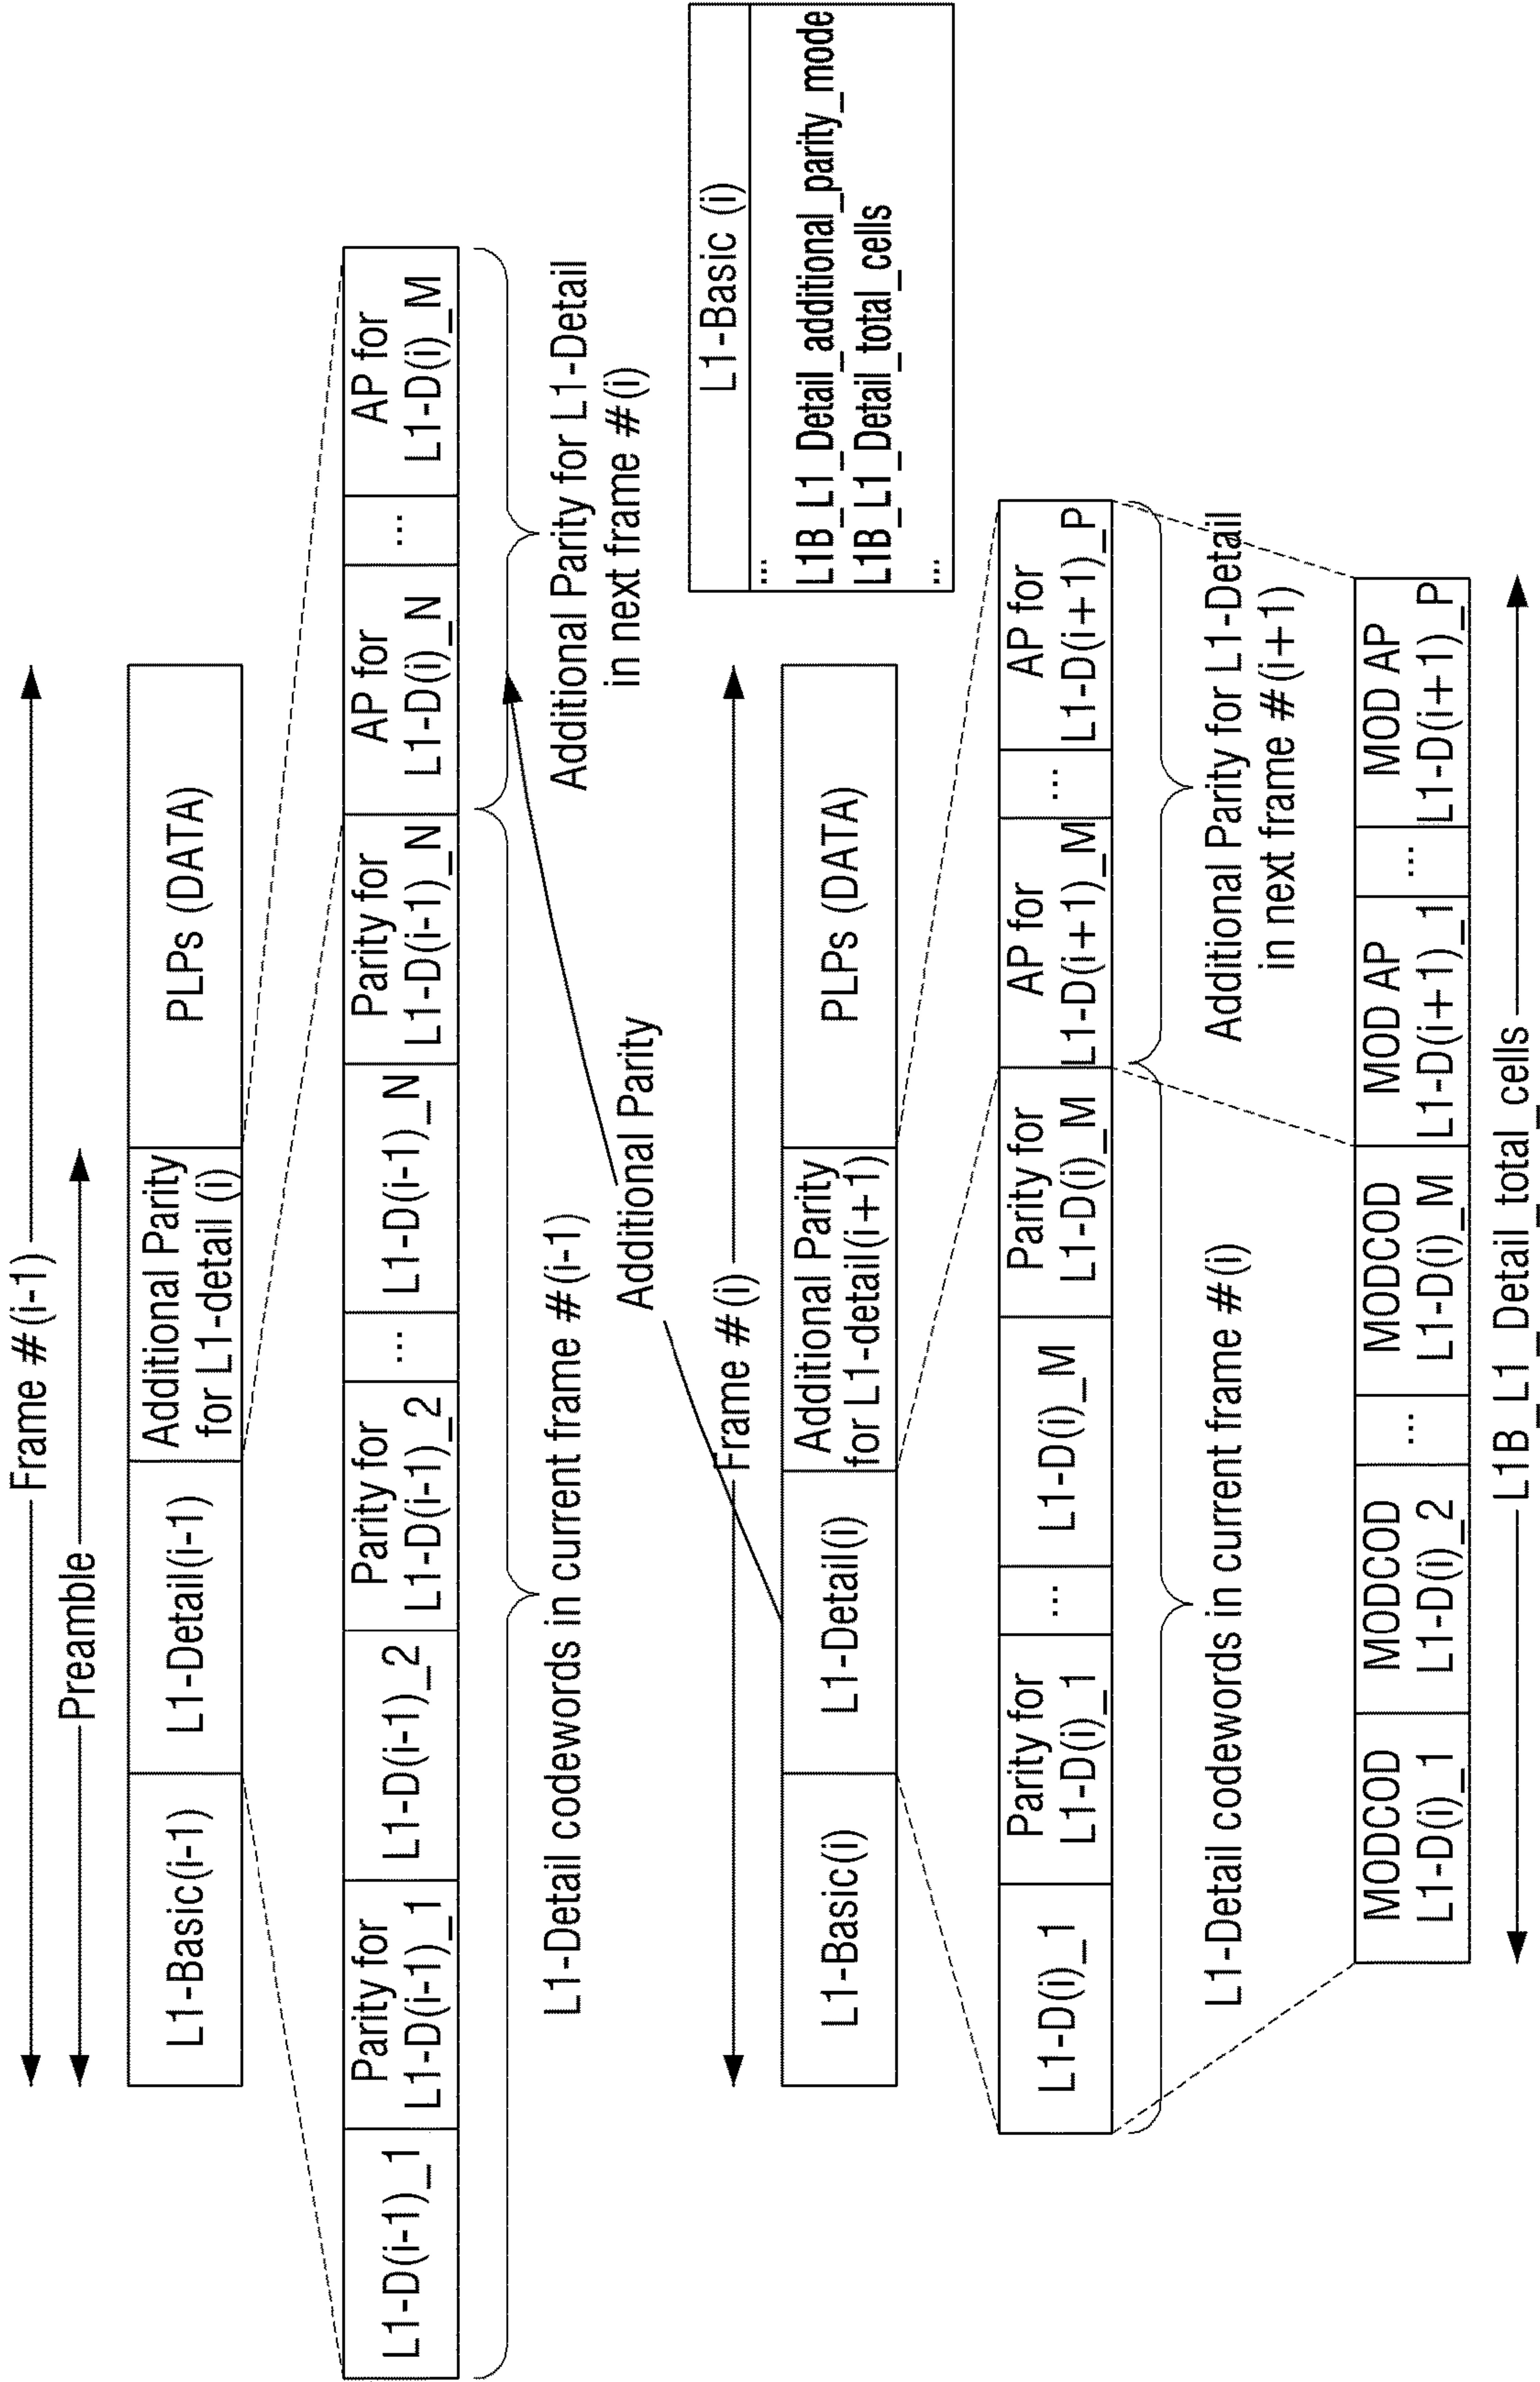 Frame #(i-1)
Preamble
L1-Basic(i-1)
L1-Detail(i-1)
Additional Parity
for L1-detail (i)
PLPs (DATA)
L1-D(i-1)_1
Parity for
L1-D(i-1)_1
L1-D(i-1)_2
Parity for
L1-D(i-1)_2
...
L1-D(i-1)_N
Parity for
L1-D(i-1)_N
AP for
L1-D(i)_N
...
AP for
L1-D(i)_M
L1-Detail codewords in current frame #(i-1)
Additional Parity for L1-Detail
in next frame #(i)
Additional Parity
L1-Basic (i)
...
L1B_L1_Detail_additional_parity_mode
L1B_L1_Detail_total_cells
...
Frame #(i)
L1-Basic(i)
L1-Detail(i)
Additional Parity
for L1-detail(i+1)
PLPs (DATA)
L1-D(i)_1
Parity for
L1-D(i)_1
...
L1-D(i)_M
Parity for
L1-D(i)_M
AP for
L1-D(i+1)_M
...
AP for
L1-D(i+1)_P
L1-Detail codewords in current frame #(i)
Additional Parity for L1-Detail
in next frame #(i+1)
MODCOD
L1-D(i)_1
MODCOD
L1-D(i)_2
...
MODCOD
L1-D(i)_M
MOD AP
L1-D(i+1)_1
...
MOD AP
L1-D(i+1)_P
L1B_L1_Detail_total_cells